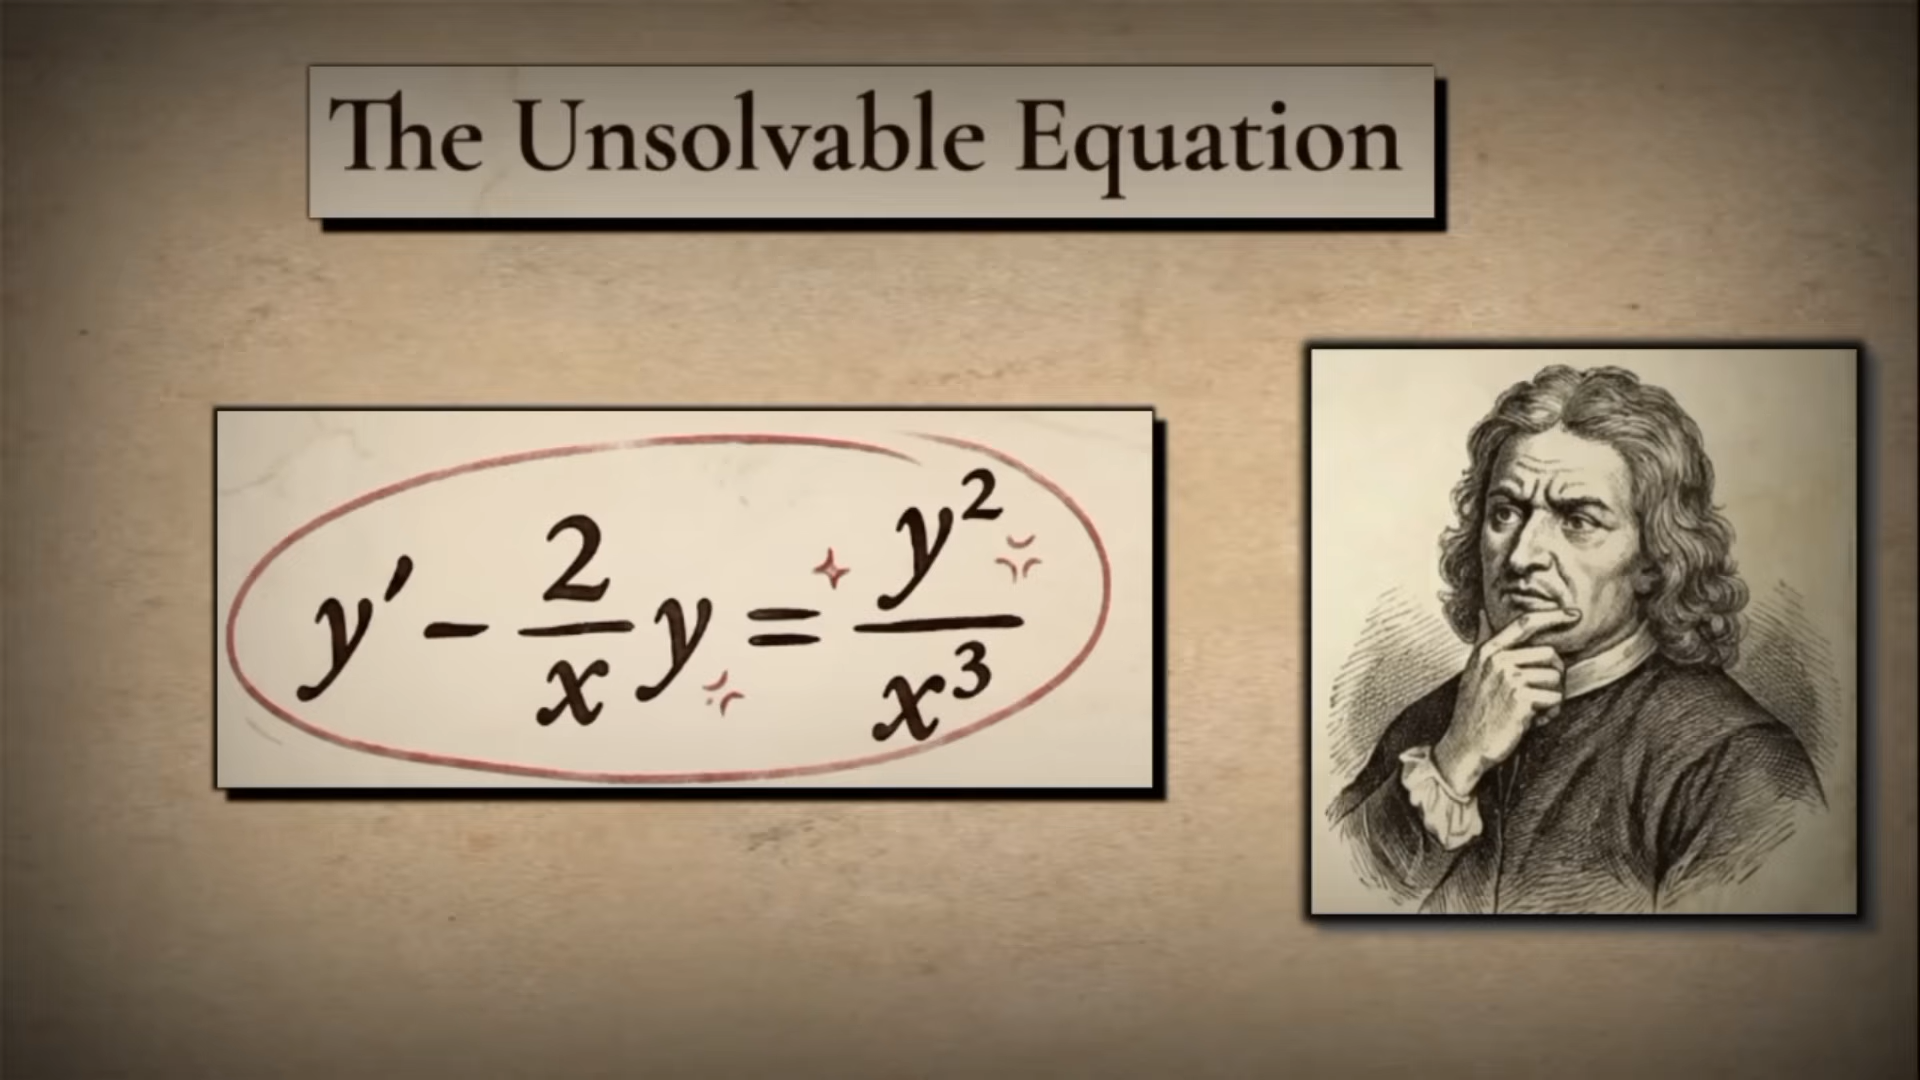 The Unsolvable Equation
y′ − 2/x y = y²/x³